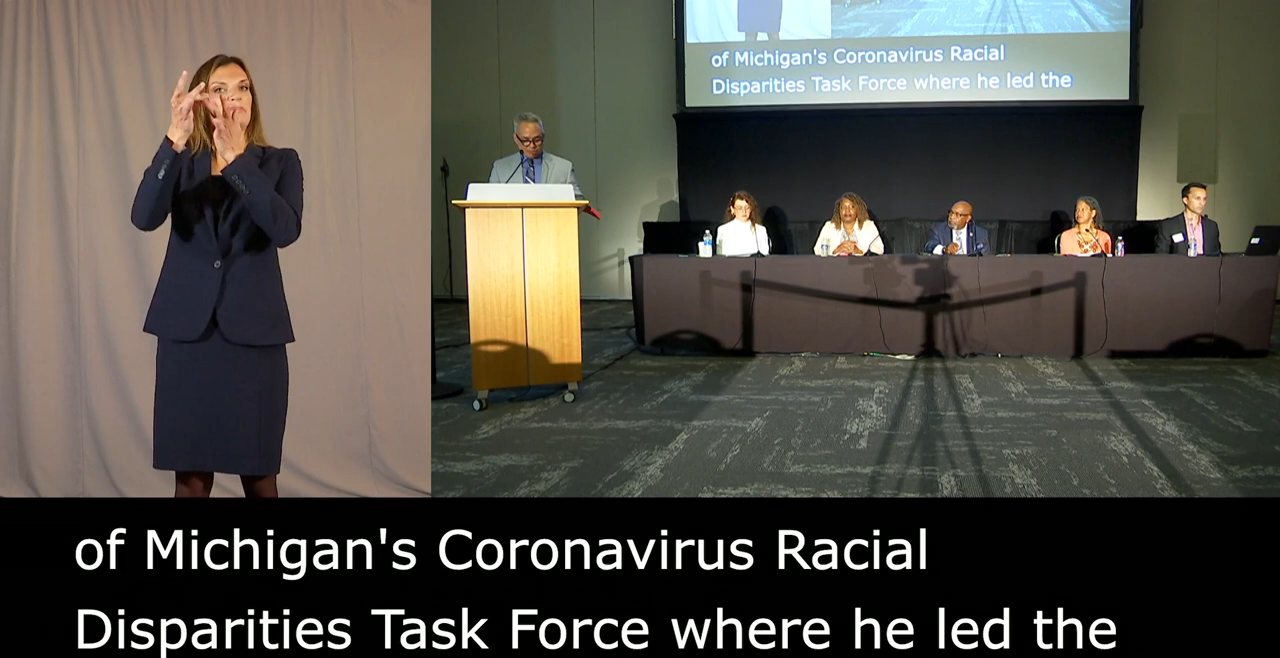 of Michigan's Coronavirus Racial
Disparities Task Force where he led the
of Michigan's Coronavirus Racial
Disparities Task Force where he led the